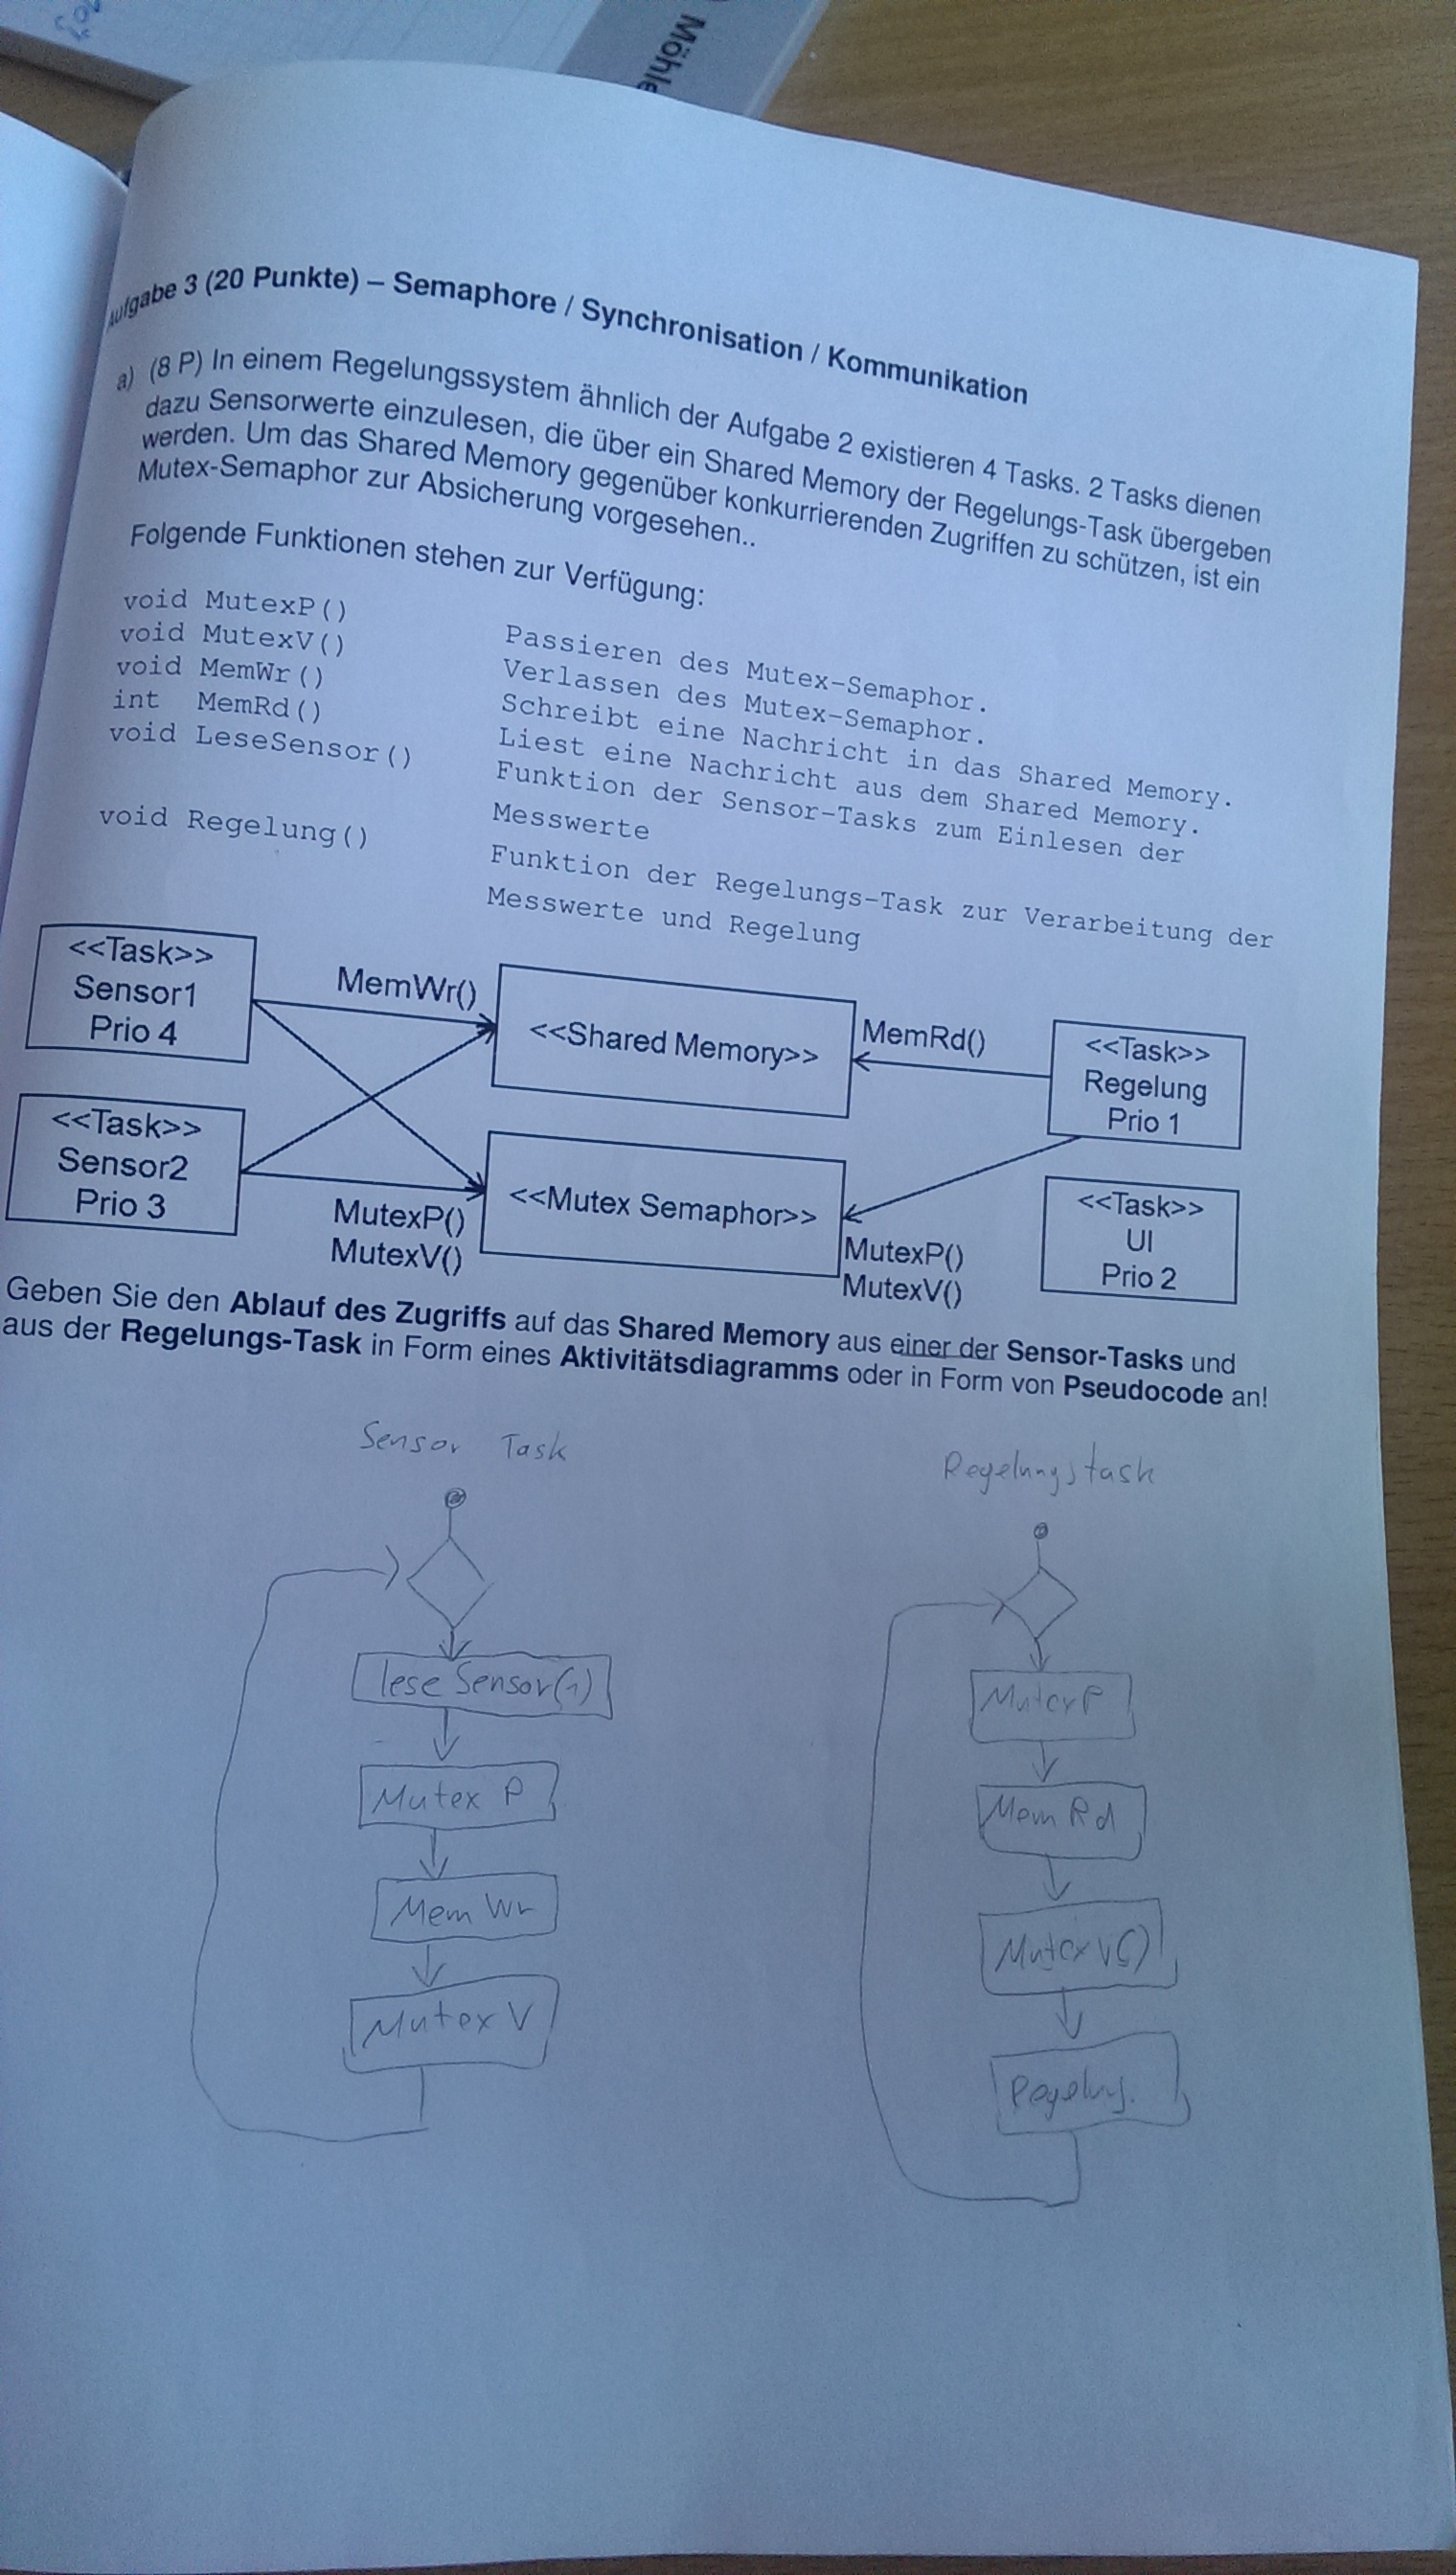 Möhle
Aufgabe 3 (20 Punkte) – Semaphore / Synchronisation / Kommunikation
a) (8 P) In einem Regelungssystem ähnlich der Aufgabe 2 existieren 4 Tasks. 2 Tasks dienen
dazu Sensorwerte einzulesen, die über ein Shared Memory der Regelungs-Task übergeben
werden. Um das Shared Memory gegenüber konkurrierenden Zugriffen zu schützen, ist ein
Mutex-Semaphor zur Absicherung vorgesehen..
Folgende Funktionen stehen zur Verfügung:
void MutexP() Passieren des Mutex-Semaphor.
void MutexV() Verlassen des Mutex-Semaphor.
void MemWr() Schreibt eine Nachricht in das Shared Memory.
int MemRd() Liest eine Nachricht aus dem Shared Memory.
void LeseSensor() Funktion der Sensor-Tasks zum Einlesen der
Messwerte
void Regelung() Funktion der Regelungs-Task zur Verarbeitung der
Messwerte und Regelung
<<Task>>
Sensor1
Prio 4
MemWr()
<<Shared Memory>>
MemRd()
<<Task>>
Regelung
Prio 1
<<Task>>
Sensor2
Prio 3
MutexP()
MutexV()
<<Mutex Semaphor>>
MutexP()
MutexV()
<<Task>>
UI
Prio 2
Geben Sie den Ablauf des Zugriffs auf das Shared Memory aus einer der Sensor-Tasks und
aus der Regelungs-Task in Form eines Aktivitätsdiagramms oder in Form von Pseudocode an!
Sensor Task
lese Sensor(1)
Mutex P
Mem Wr
Mutex V
Regelungstask
MutexP
Mem Rd
Mutex V()
Regelung.